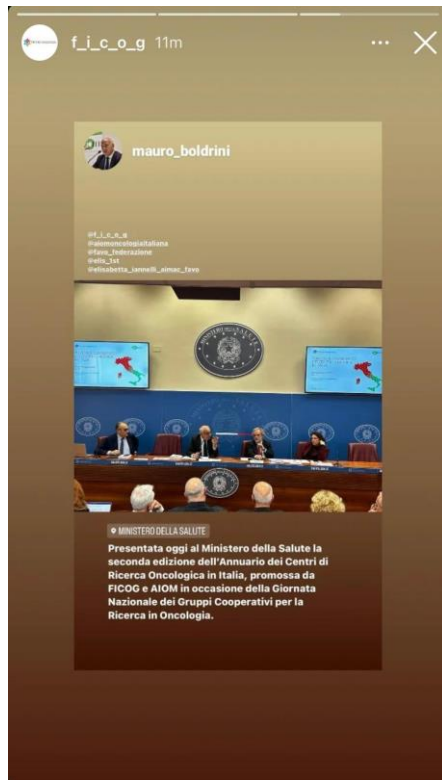 f_i_c_o_g 11m
mauro_boldrini
@f_i_c_o_g
@aiomoncologiaitaliana
@favo_federazione
@elisabetta_iannelli_aimac_favo
MINISTERO DELLA SALUTE
Presentata oggi al Ministero della Salute la
seconda edizione dell'Annuario dei Centri di
Ricerca Oncologica in Italia, promossa da
FICOG e AIOM in occasione della Giornata
Nazionale dei Gruppi Cooperativi per la
Ricerca in Oncologia.